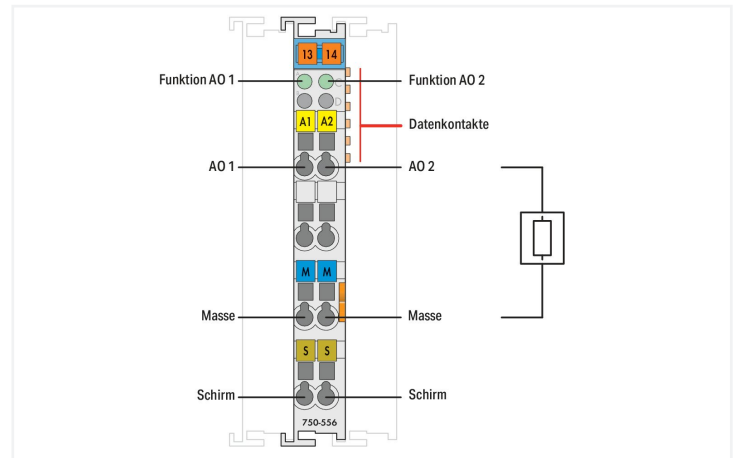 13 14
Funktion AO 1
Funktion AO 2
C
D
Datenkontakte
A1 A2
AO 1
AO 2
M M
Masse
Masse
S S
Schirm
Schirm
750-556